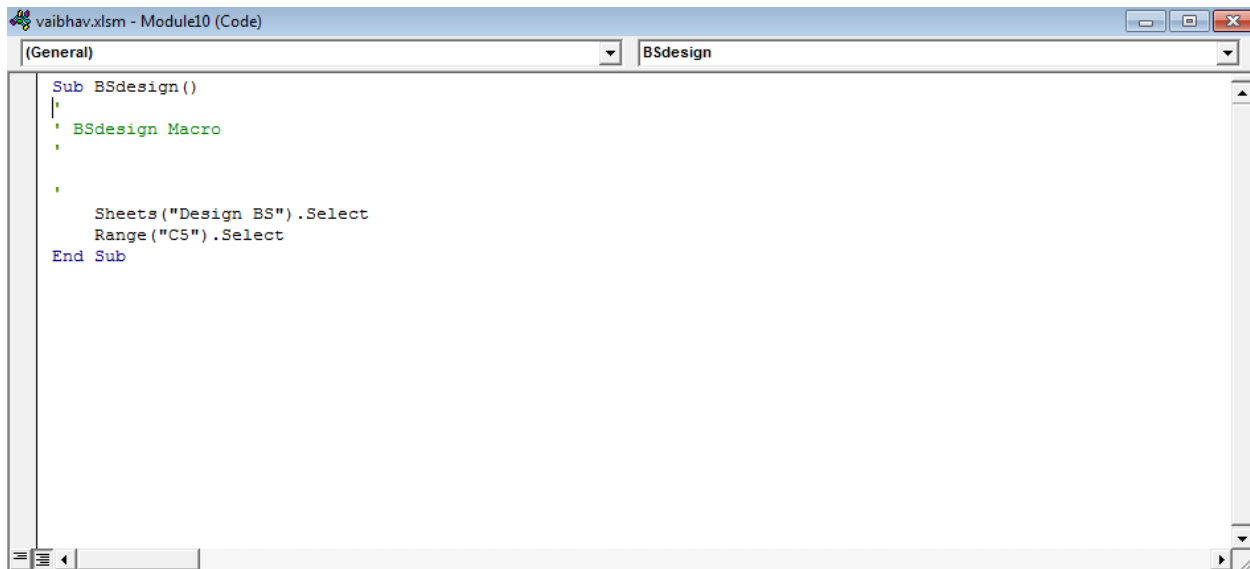 vaibhav.xlsm - Module10 (Code)
(General) BSdesign
Sub BSdesign()
'
' BSdesign Macro
'
'
Sheets("Design BS").Select
Range("C5").Select
End Sub